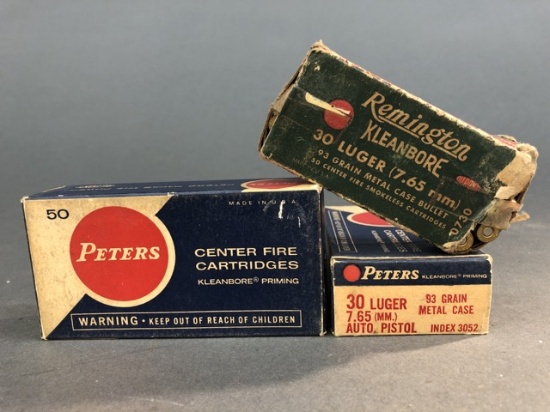 Remington
KLEANBORE
30 LUGER (7.65 mm)
93 GRAIN METAL CASE BULLET
50 CENTER FIRE SMOKELESS CARTRIDGES
50
MADE IN U.S.A.
PETERS
CENTER FIRE
CARTRIDGES
KLEANBORE® PRIMING
WARNING • KEEP OUT OF REACH OF CHILDREN
PETERS KLEANBORE® PRIMING
30 LUGER
7.65 (MM.)
AUTO. PISTOL
93 GRAIN
METAL CASE
INDEX 3052